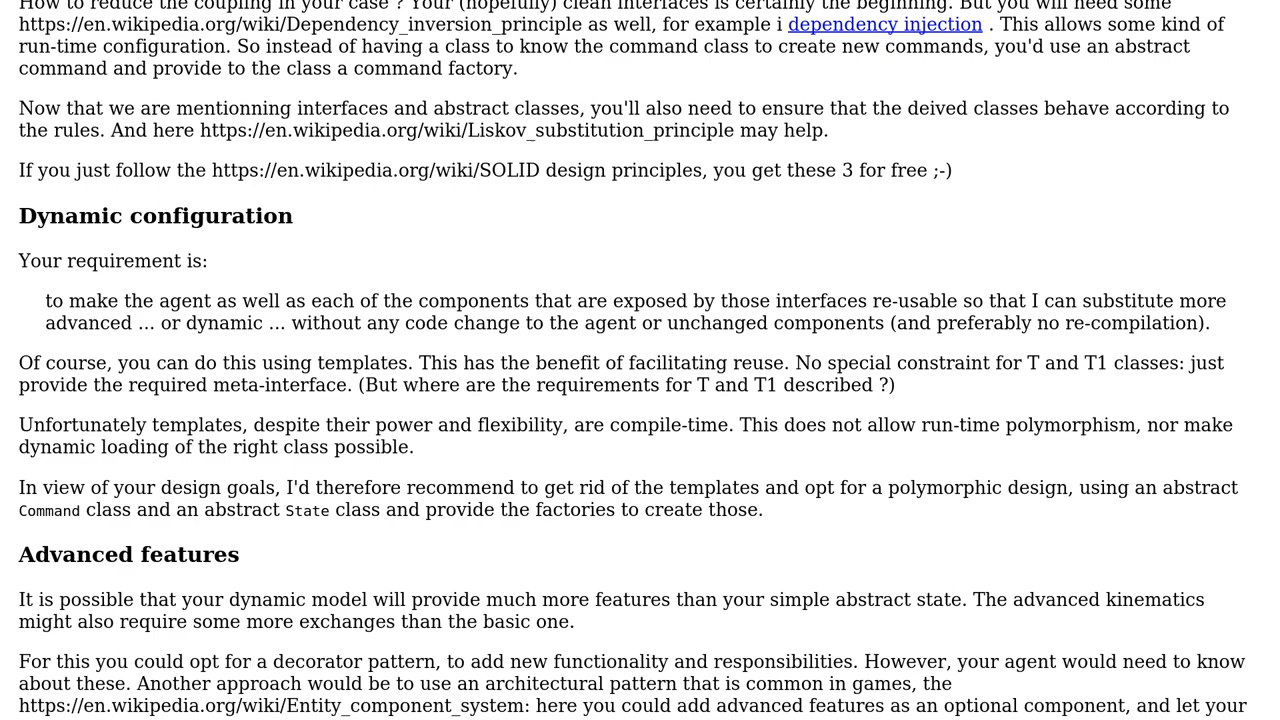 How to reduce the coupling in your case ? Your (hopefully) clean interfaces is certainly the beginning. But you will need some
https://en.wikipedia.org/wiki/Dependency_inversion_principle as well, for example i dependency injection . This allows some kind of
run-time configuration. So instead of having a class to know the command class to create new commands, you'd use an abstract
command and provide to the class a command factory.
Now that we are mentionning interfaces and abstract classes, you'll also need to ensure that the deived classes behave according to
the rules. And here https://en.wikipedia.org/wiki/Liskov_substitution_principle may help.
If you just follow the https://en.wikipedia.org/wiki/SOLID design principles, you get these 3 for free ;-)
Dynamic configuration
Your requirement is:
to make the agent as well as each of the components that are exposed by those interfaces re-usable so that I can substitute more
advanced ... or dynamic ... without any code change to the agent or unchanged components (and preferably no re-compilation).
Of course, you can do this using templates. This has the benefit of facilitating reuse. No special constraint for T and T1 classes: just
provide the required meta-interface. (But where are the requirements for T and T1 described ?)
Unfortunately templates, despite their power and flexibility, are compile-time. This does not allow run-time polymorphism, nor make
dynamic loading of the right class possible.
In view of your design goals, I'd therefore recommend to get rid of the templates and opt for a polymorphic design, using an abstract
Command class and an abstract State class and provide the factories to create those.
Advanced features
It is possible that your dynamic model will provide much more features than your simple abstract state. The advanced kinematics
might also require some more exchanges than the basic one.
For this you could opt for a decorator pattern, to add new functionality and responsibilities. However, your agent would need to know
about these. Another approach would be to use an architectural pattern that is common in games, the
https://en.wikipedia.org/wiki/Entity_component_system: here you could add advanced features as an optional component, and let your